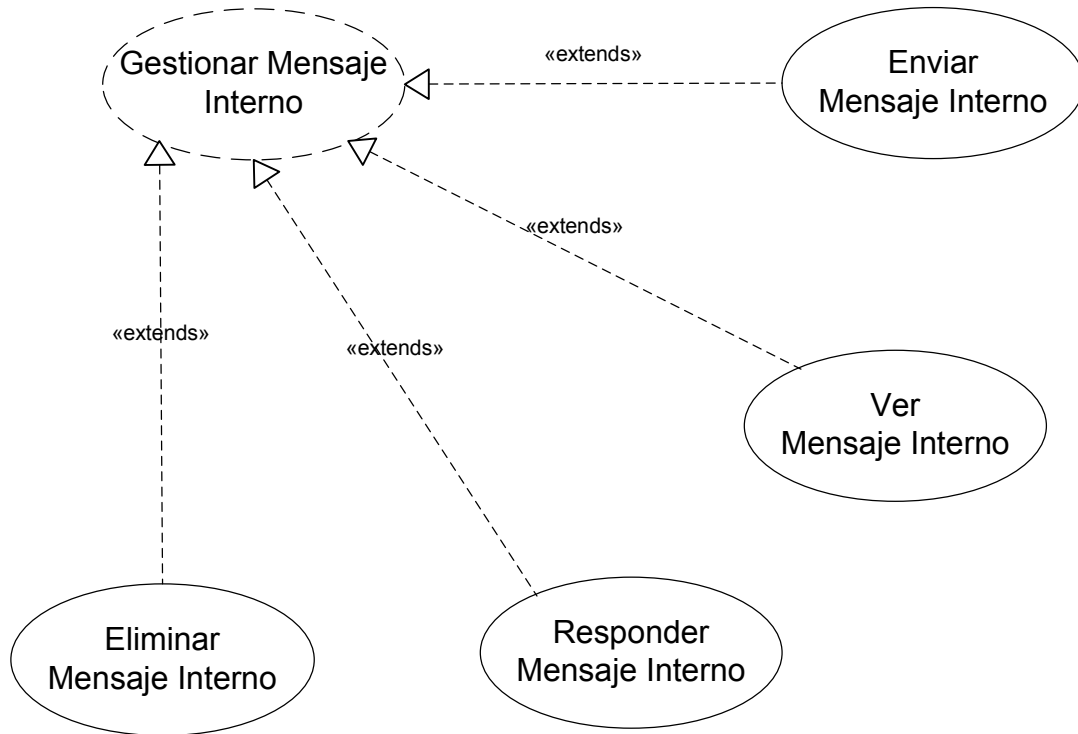 Gestionar Mensaje
Interno
«extends»
Enviar
Mensaje Interno
«extends»
«extends»
«extends»
Ver
Mensaje Interno
Eliminar
Mensaje Interno
Responder
Mensaje Interno